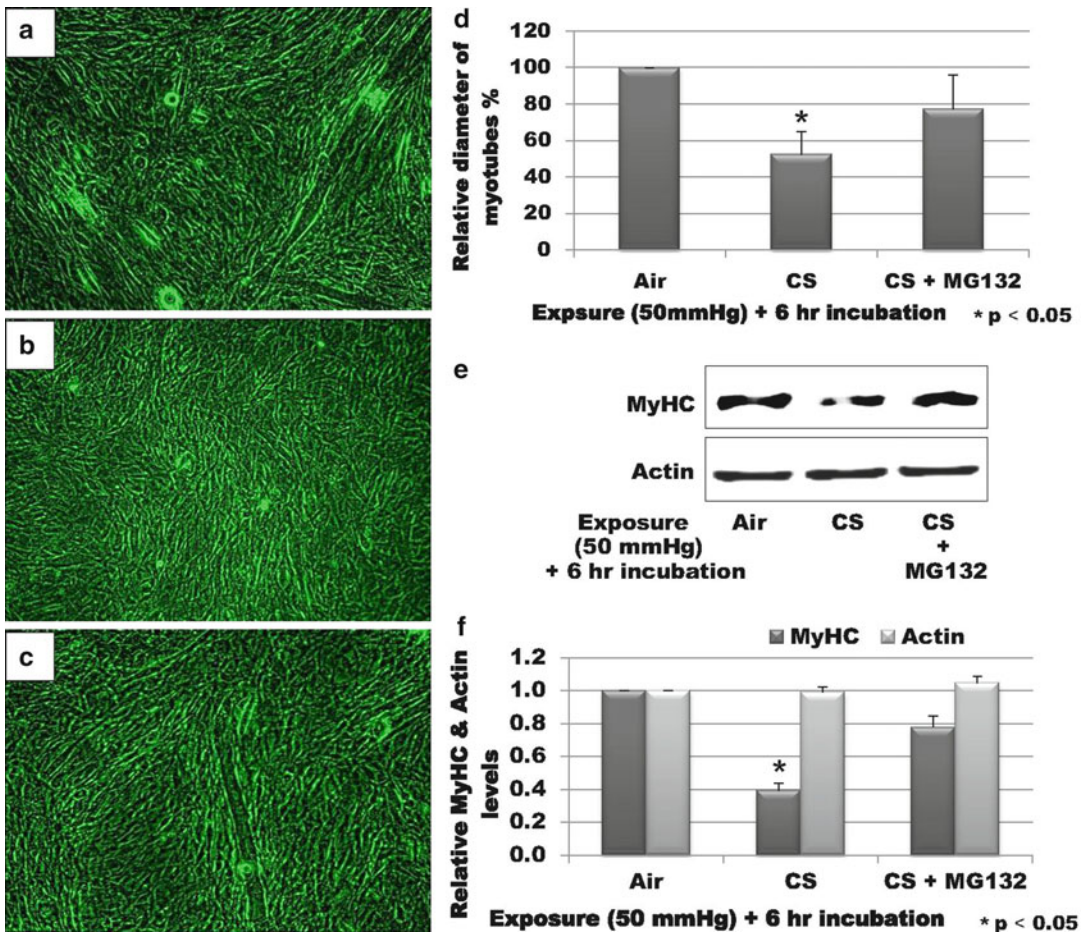 a
b
c
d
Relative diameter of
myotubes %
120
100
80
60
40
20
0
*
Air CS CS + MG132
Expsure (50mmHg) + 6 hr incubation * p < 0.05
e
MyHC
Actin
Exposure
(50 mmHg)
+ 6 hr incubation
Air CS CS
+
MG132
f
MyHC Actin
Relative MyHC & Actin
levels
1.2
1.0
0.8
0.6
0.4
0.2
0.0
*
Air CS CS + MG132
Exposure (50 mmHg) + 6 hr incubation * p < 0.05